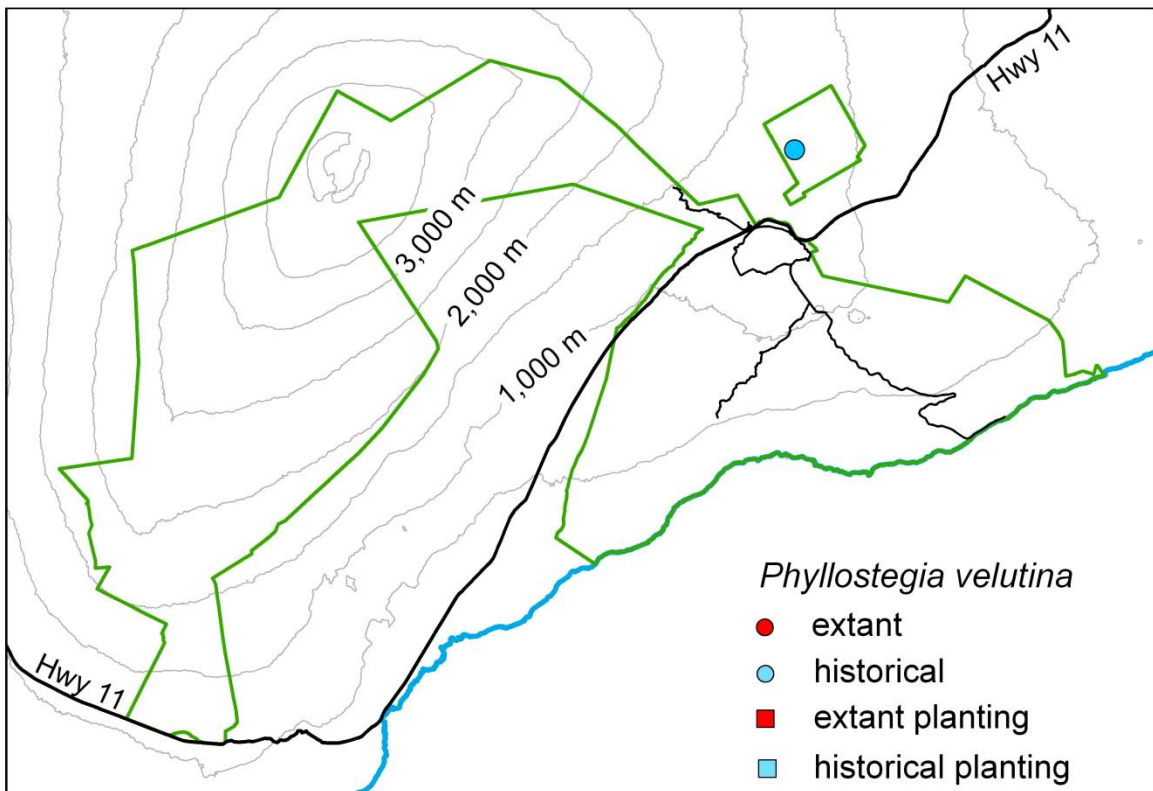 Hwy 11
3,000 m
2,000 m
1,000 m
Hwy 11
Phyllostegia velutina
extant
historical
extant planting
historical planting